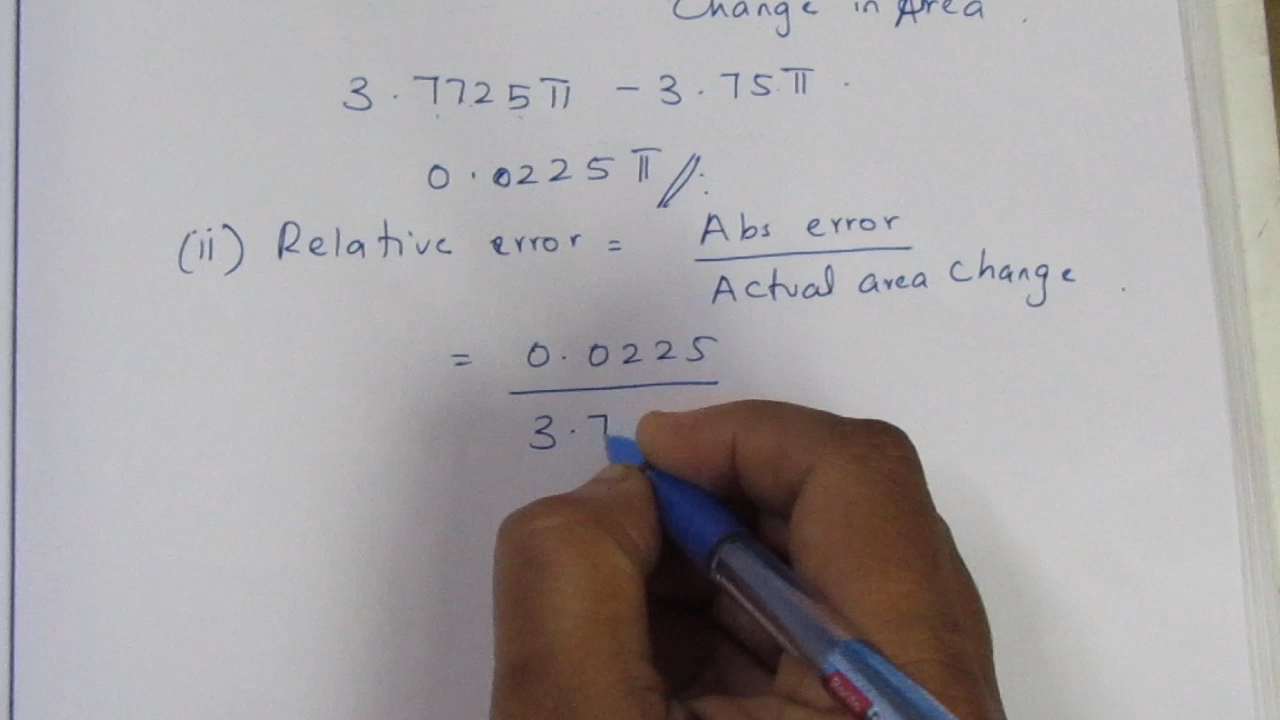 Change in Area.
3.7725π - 3.75π.
0.0225π //.
(ii) Relative error = Abs error / Actual area change.
= 0.0225 / 3.7